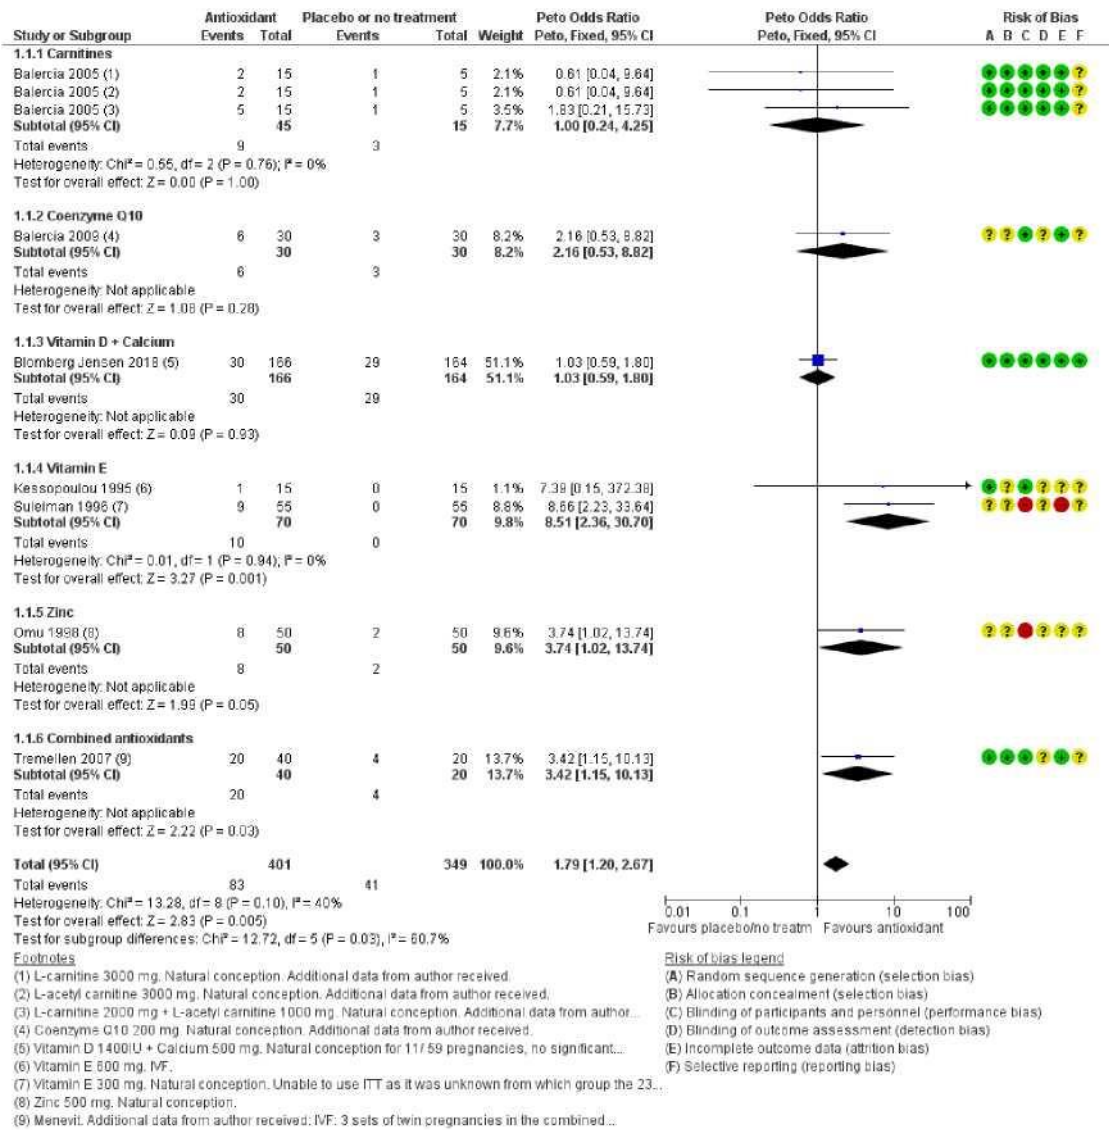 Antioxidant Placebo or no treatment Peto Odds Ratio Peto Odds Ratio Risk of Bias
Study or Subgroup Events Total Events Total Weight Peto, Fixed, 95% CI Peto, Fixed, 95% CI A B C D E F
1.1.1 Carnitines
Balercia 2005 (1) 2 15 1 5 2.1% 0.61 [0.04, 9.64] + + + + + ?
Balercia 2005 (2) 2 15 1 5 2.1% 0.61 [0.04, 9.64] + + + + + ?
Balercia 2005 (3) 5 15 1 5 3.5% 1.83 [0.21, 15.73] + + + + + ?
Subtotal (95% CI) 45 15 7.7% 1.00 [0.24, 4.25]
Total events 9 3
Heterogeneity: Chi² = 0.55, df = 2 (P = 0.76); I² = 0%
Test for overall effect: Z = 0.00 (P = 1.00)
1.1.2 Coenzyme Q10
Balercia 2009 (4) 6 30 3 30 8.2% 2.16 [0.53, 8.82] ? ? + ? + ?
Subtotal (95% CI) 30 30 8.2% 2.16 [0.53, 8.82]
Total events 6 3
Heterogeneity: Not applicable
Test for overall effect: Z = 1.08 (P = 0.28)
1.1.3 Vitamin D + Calcium
Blomberg Jensen 2018 (5) 30 166 29 164 51.1% 1.03 [0.59, 1.80] + + + + + +
Subtotal (95% CI) 166 164 51.1% 1.03 [0.59, 1.80]
Total events 30 29
Heterogeneity: Not applicable
Test for overall effect: Z = 0.09 (P = 0.93)
1.1.4 Vitamin E
Kessopoulou 1995 (6) 1 15 0 15 1.1% 7.39 [0.15, 372.38] + ? + ? ? ?
Suleiman 1996 (7) 9 55 0 55 8.8% 8.66 [2.23, 33.64] ? ? ? ?
Subtotal (95% CI) 70 70 9.8% 8.51 [2.36, 30.70]
Total events 10 0
Heterogeneity: Chi² = 0.01, df = 1 (P = 0.94); I² = 0%
Test for overall effect: Z = 3.27 (P = 0.001)
1.1.5 Zinc
Omu 1998 (8) 8 50 2 50 9.6% 3.74 [1.02, 13.74] ? ? ? ? ?
Subtotal (95% CI) 50 50 9.6% 3.74 [1.02, 13.74]
Total events 8 2
Heterogeneity: Not applicable
Test for overall effect: Z = 1.99 (P = 0.05)
1.1.6 Combined antioxidants
Tremellen 2007 (9) 20 40 4 20 13.7% 3.42 [1.15, 10.13] + + + ? + ?
Subtotal (95% CI) 40 20 13.7% 3.42 [1.15, 10.13]
Total events 20 4
Heterogeneity: Not applicable
Test for overall effect: Z = 2.22 (P = 0.03)
Total (95% CI) 401 349 100.0% 1.79 [1.20, 2.67]
Total events 83 41
Heterogeneity: Chi² = 13.28, df = 8 (P = 0.10); I² = 40%
Test for overall effect: Z = 2.83 (P = 0.005)
Test for subgroup differences: Chi² = 12.72, df = 5 (P = 0.03), I² = 60.7%
0.01 0.1 1 10 100
Favours placebo/no treatm Favours antioxidant
Footnotes
(1) L-carnitine 3000 mg. Natural conception. Additional data from author received.
(2) L-acetyl carnitine 3000 mg. Natural conception. Additional data from author received.
(3) L-carnitine 2000 mg + L-acetyl carnitine 1000 mg. Natural conception. Additional data from author...
(4) Coenzyme Q10 200 mg. Natural conception. Additional data from author received.
(5) Vitamin D 1400IU + Calcium 500 mg. Natural conception for 11/ 59 pregnancies, no significant...
(6) Vitamin E 600 mg. IVF.
(7) Vitamin E 300 mg. Natural conception. Unable to use ITT as it was unknown from which group the 23...
(8) Zinc 500 mg. Natural conception.
(9) Menevit. Additional data from author received; IVF: 3 sets of twin pregnancies in the combined...
Risk of bias legend
(A) Random sequence generation (selection bias)
(B) Allocation concealment (selection bias)
(C) Blinding of participants and personnel (performance bias)
(D) Blinding of outcome assessment (detection bias)
(E) Incomplete outcome data (attrition bias)
(F) Selective reporting (reporting bias)